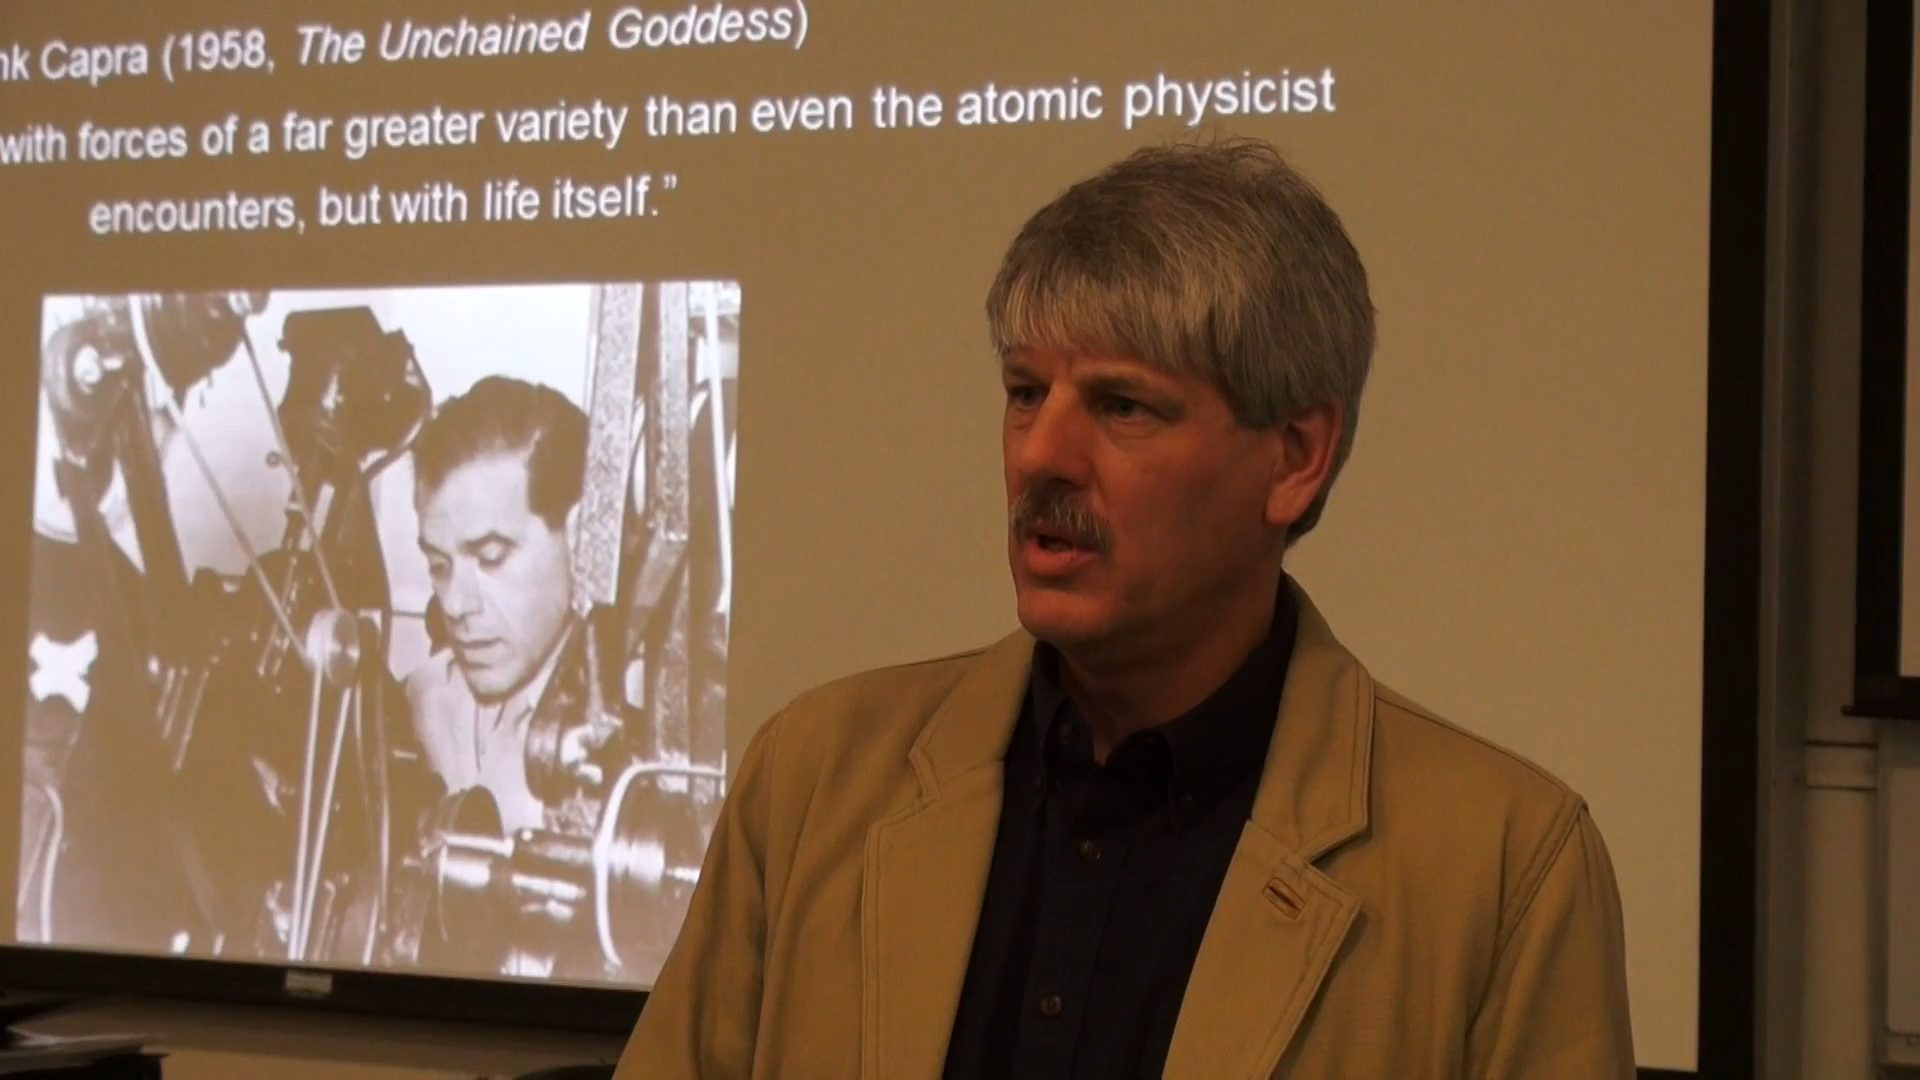 nk Capra (1958, The Unchained Goddess)
with forces of a far greater variety than even the atomic physicist
encounters, but with life itself.”